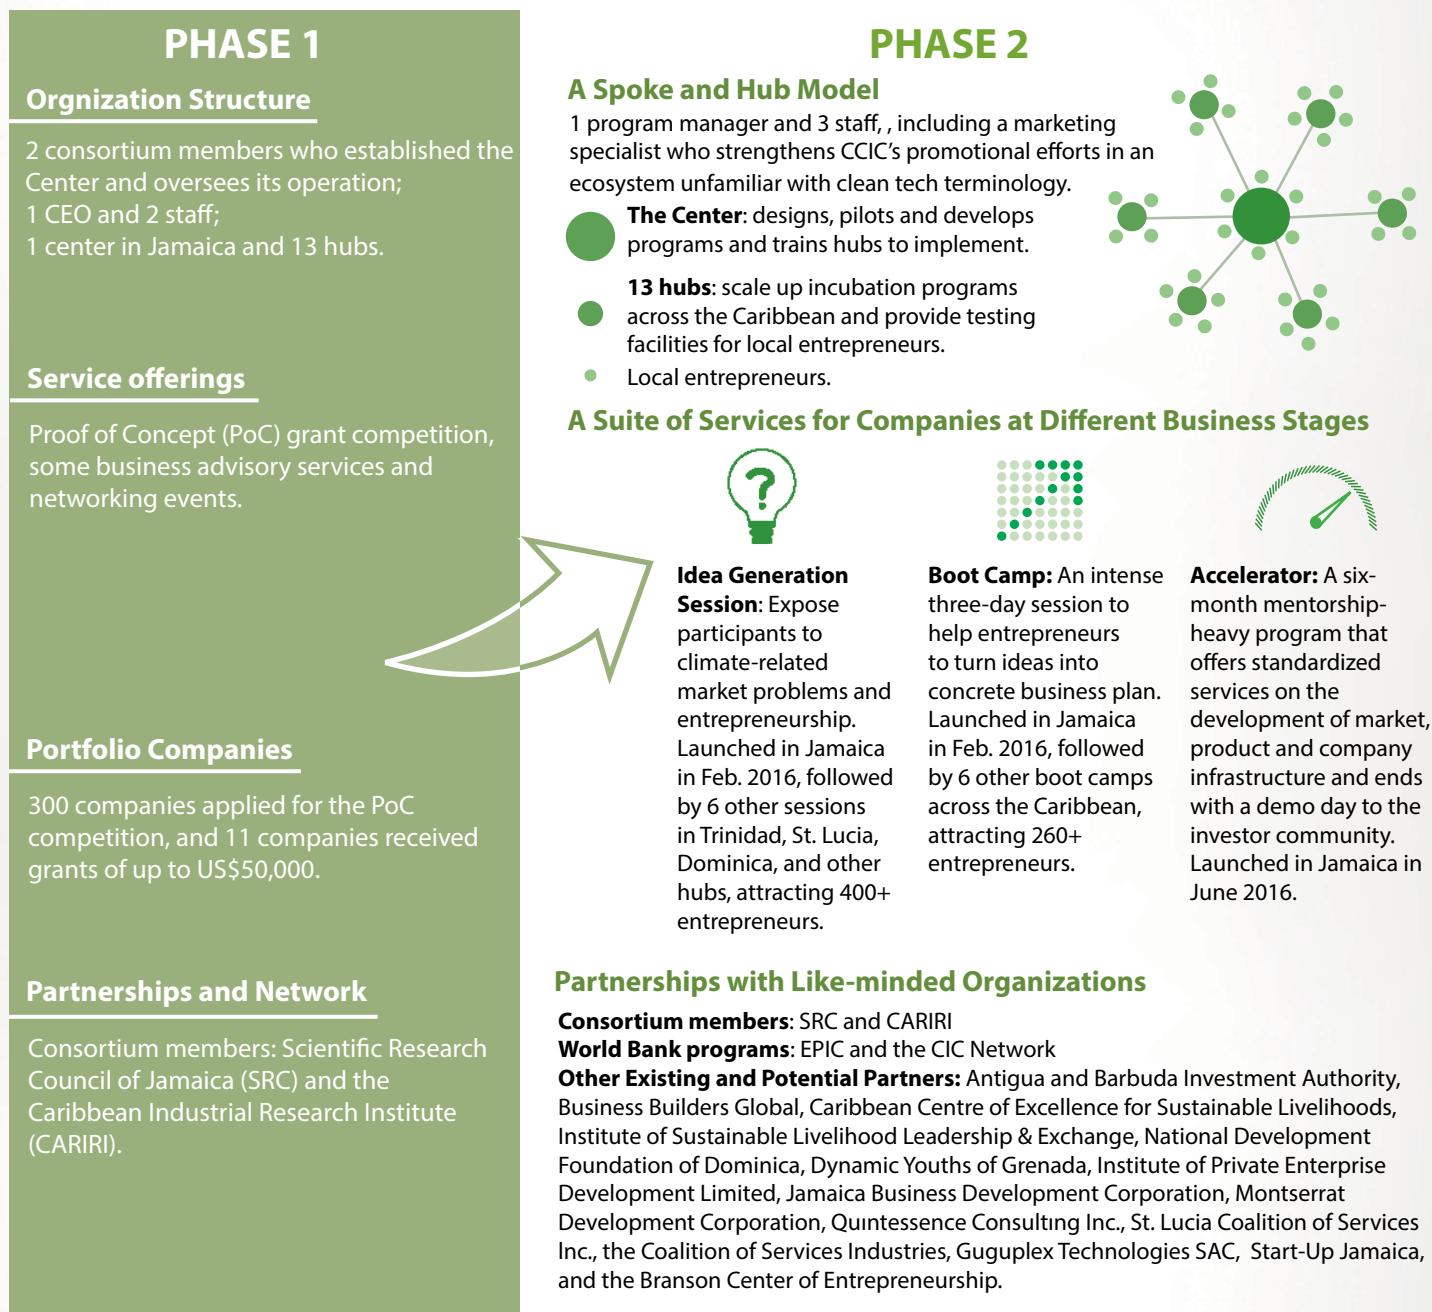 PHASE 1
Orgnization Structure
2 consortium members who established the
Center and oversees its operation;
1 CEO and 2 staff;
1 center in Jamaica and 13 hubs.
Service offerings
Proof of Concept (PoC) grant competition,
some business advisory services and
networking events.
Portfolio Companies
300 companies applied for the PoC
competition, and 11 companies received
grants of up to US$50,000.
Partnerships and Network
Consortium members: Scientific Research
Council of Jamaica (SRC) and the
Caribbean Industrial Research Institute
(CARIRI).
PHASE 2
A Spoke and Hub Model
1 program manager and 3 staff, , including a marketing
specialist who strengthens CCIC’s promotional efforts in an
ecosystem unfamiliar with clean tech terminology.
The Center: designs, pilots and develops
programs and trains hubs to implement.
13 hubs: scale up incubation programs
across the Caribbean and provide testing
facilities for local entrepreneurs.
Local entrepreneurs.
A Suite of Services for Companies at Different Business Stages
?
Idea Generation
Session: Expose
participants to
climate-related
market problems and
entrepreneurship.
Launched in Jamaica
in Feb. 2016, followed
by 6 other sessions
in Trinidad, St. Lucia,
Dominica, and other
hubs, attracting 400+
entrepreneurs.
Boot Camp: An intense
three-day session to
help entrepreneurs
to turn ideas into
concrete business plan.
Launched in Jamaica
in Feb. 2016, followed
by 6 other boot camps
across the Caribbean,
attracting 260+
entrepreneurs.
Accelerator: A six-
month mentorship-
heavy program that
offers standardized
services on the
development of market,
product and company
infrastructure and ends
with a demo day to the
investor community.
Launched in Jamaica in
June 2016.
Partnerships with Like-minded Organizations
Consortium members: SRC and CARIRI
World Bank programs: EPIC and the CIC Network
Other Existing and Potential Partners: Antigua and Barbuda Investment Authority,
Business Builders Global, Caribbean Centre of Excellence for Sustainable Livelihoods,
Institute of Sustainable Livelihood Leadership & Exchange, National Development
Foundation of Dominica, Dynamic Youths of Grenada, Institute of Private Enterprise
Development Limited, Jamaica Business Development Corporation, Montserrat
Development Corporation, Quıntessence Consultıng Inc., St. Lucia Coalition of Services
Inc., the Coalition of Services Industries, Guguplex Technologies SAC, Start-Up Jamaica,
and the Branson Center of Entrepreneurship.